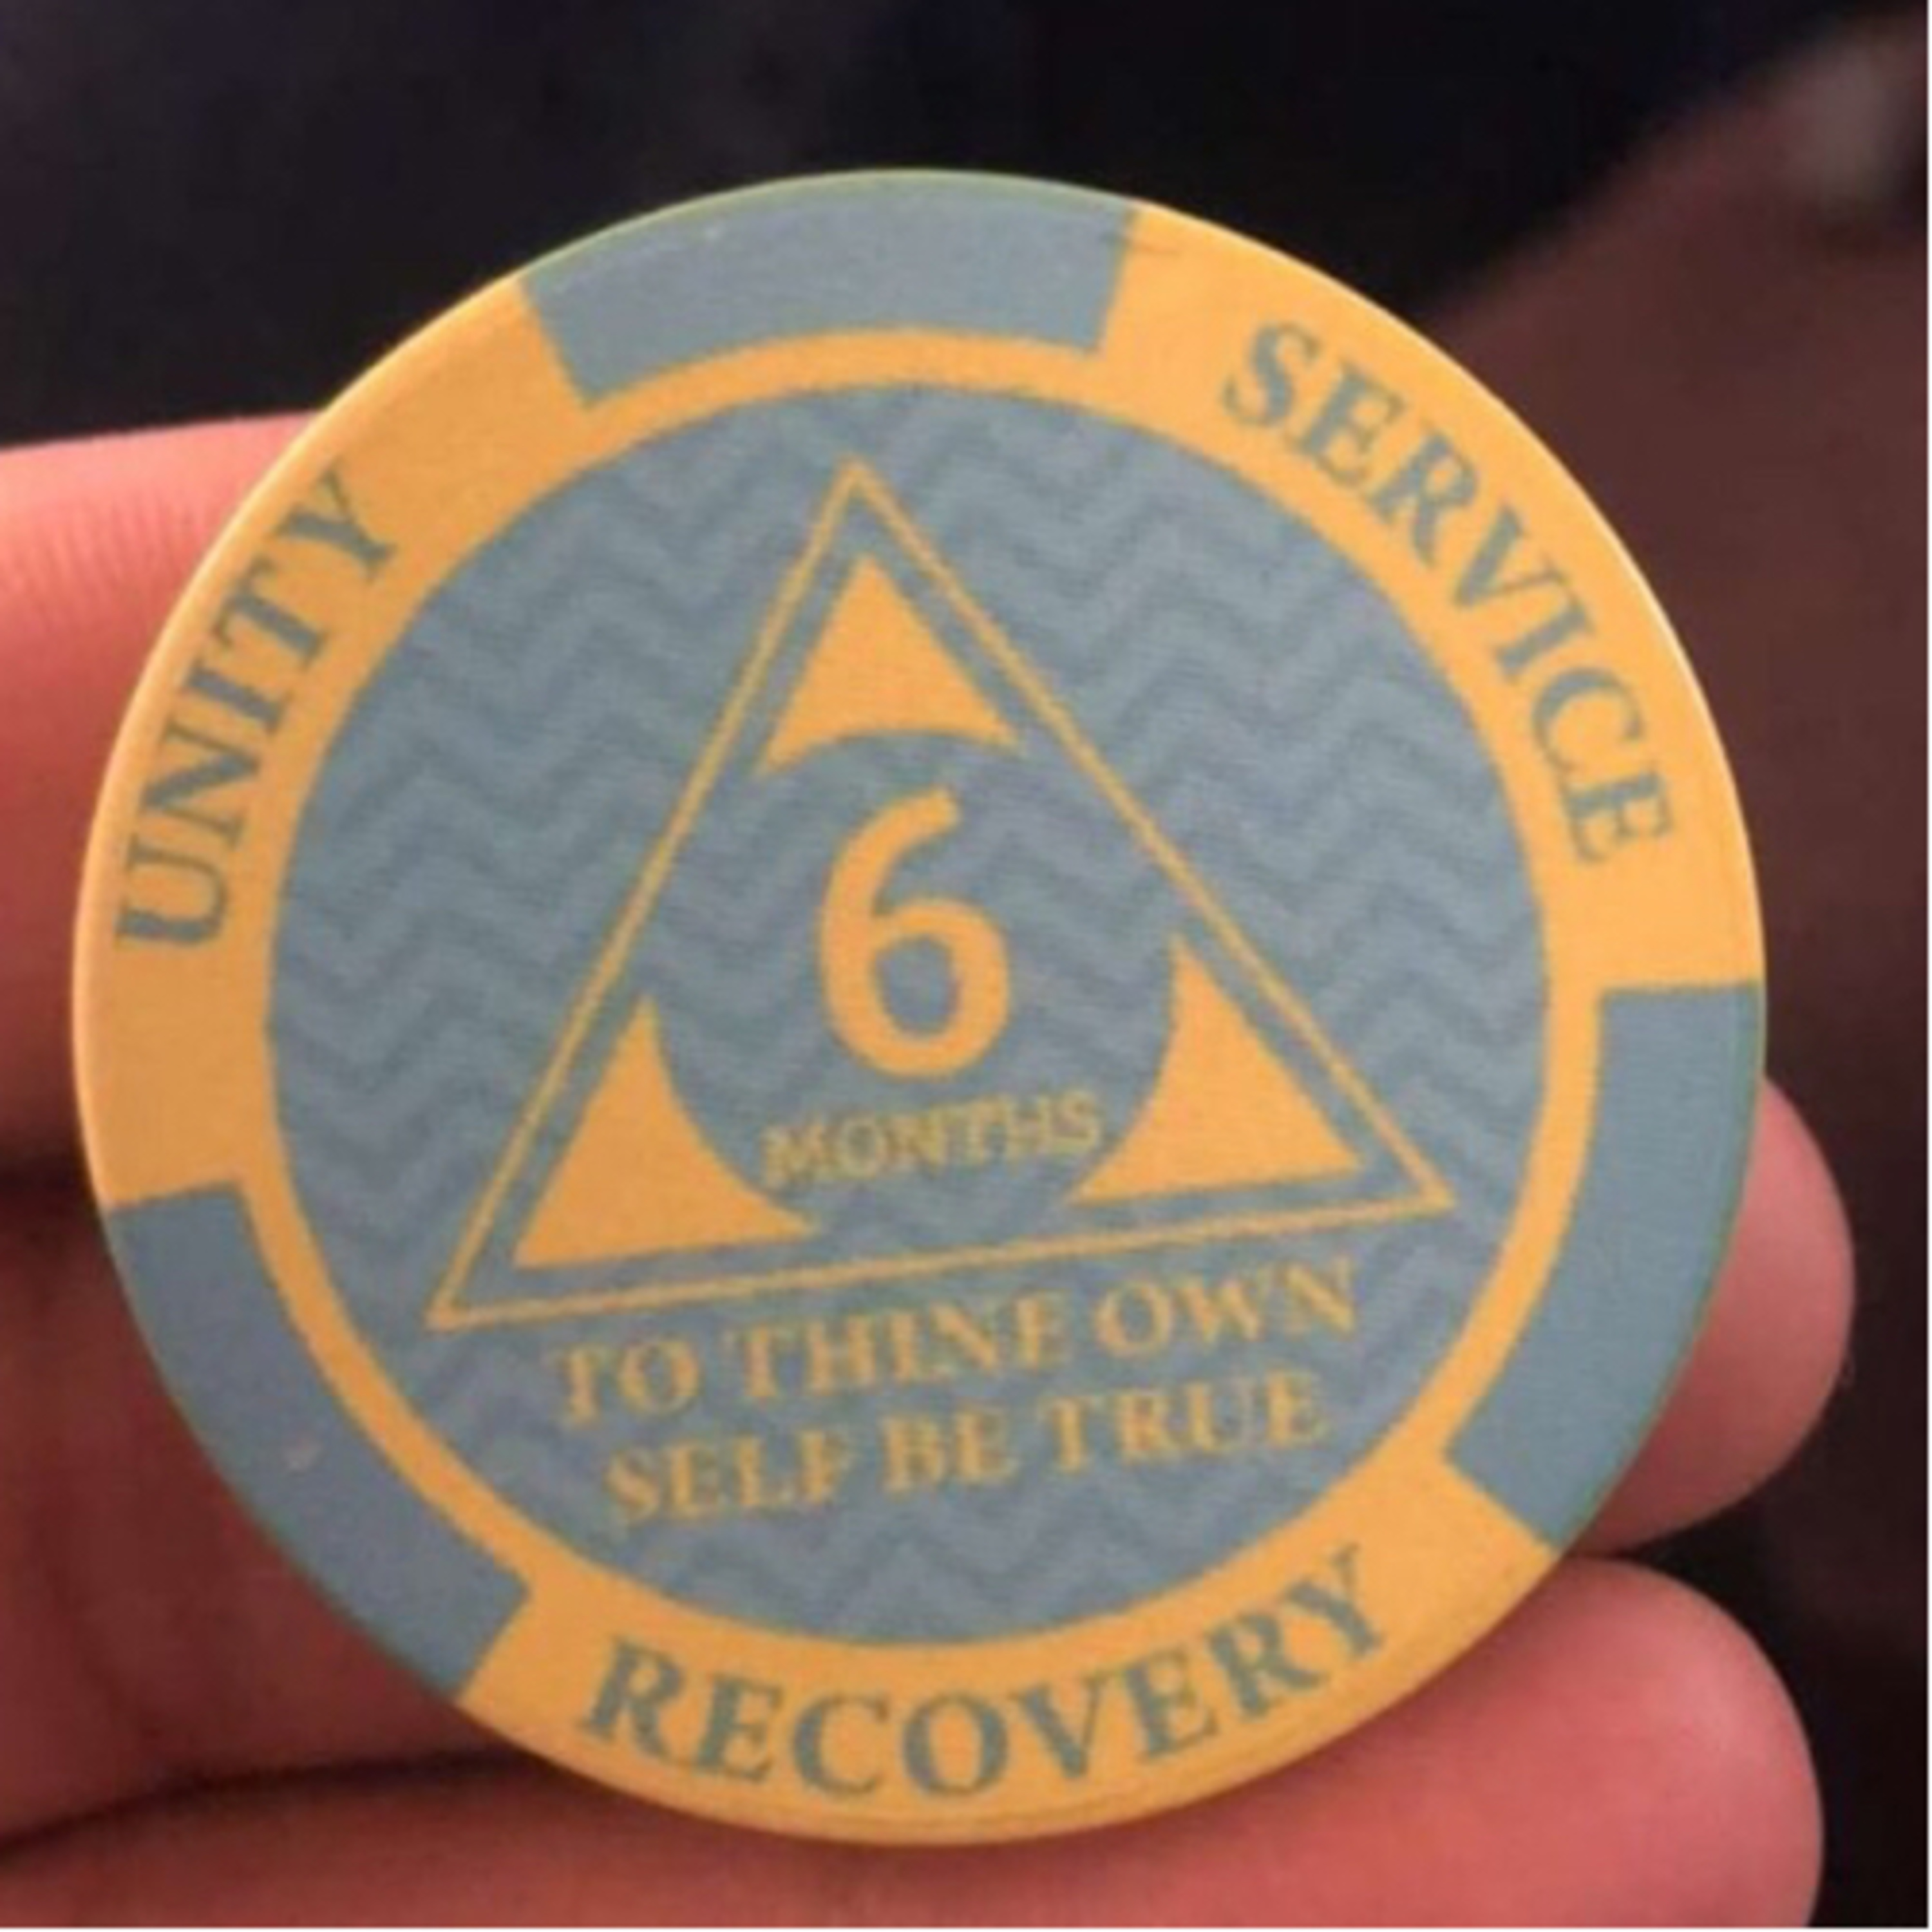 UNITY
SERVICE
6
MONTHS
TO THINE OWN
SELF BE TRUE
RECOVERY